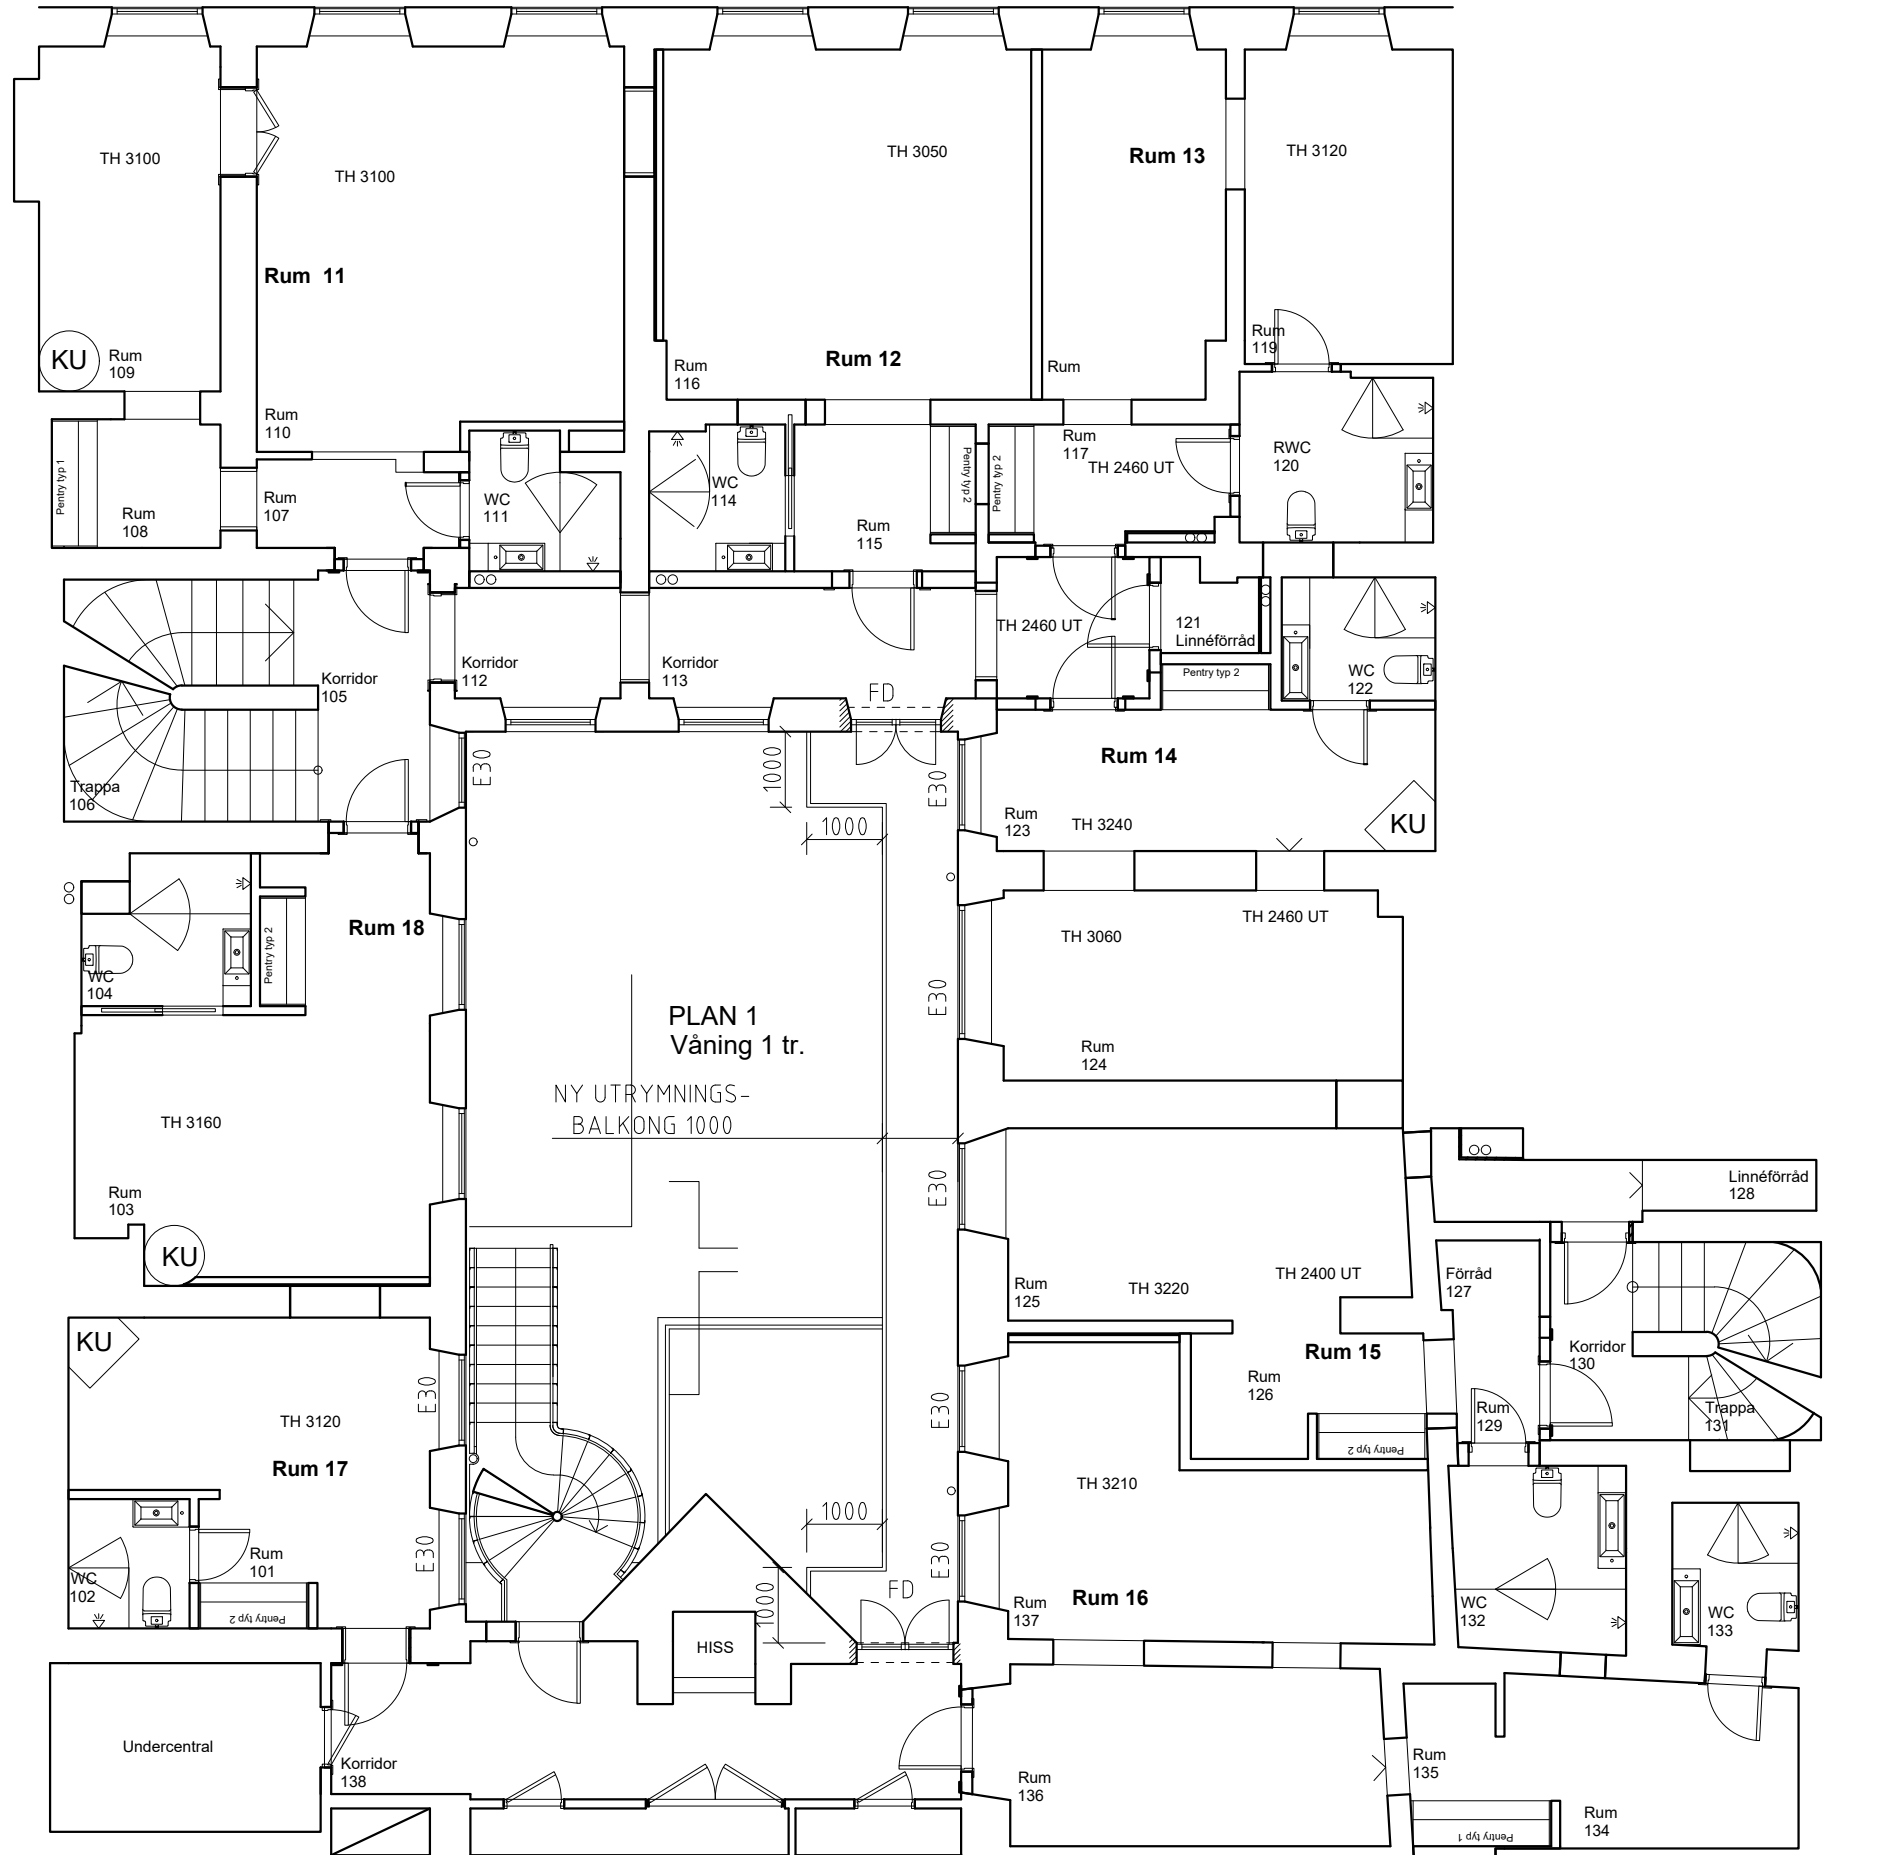 TH 3100
TH 3100
TH 3050
Rum 13
TH 3120
Rum 11
KU
Rum
109
Rum
110
Rum
116
Rum 12
Rum
Rum
119
Pentry typ 1
Rum
108
Rum
107
WC
111
WC
114
Rum
115
Pentry typ 2
Pentry typ 2
Rum
117
TH 2460 UT
RWC
120
Korridor
105
Korridor
112
Korridor
113
TH 2460 UT
121
Linnéförråd
Pentry typ 2
WC
122
FD
Trappa
106
E30
1000
1000
E30
Rum 14
Rum
123
TH 3240
KU
Rum 18
Pentry typ 2
WC
104
TH 3060
TH 2460 UT
E30
PLAN 1
Våning 1 tr.
Rum
124
NY UTRYMNINGS-
BALKONG 1000
TH 3160
Rum
103
KU
E30
Linnéförråd
128
Rum
125
TH 3220
TH 2400 UT
Förråd
127
KU
Rum 15
Korridor
130
Rum
126
E30
E30
TH 3120
Rum 17
Rum
129
Trappa
131
Pentry typ 2
TH 3210
1000
E30
E30
Rum
101
WC
102
Pentry typ 2
1000
FD
Rum
137
Rum 16
WC
132
WC
133
HISS
Undercentral
Korridor
138
Rum
136
Rum
135
Rum
134
Pentry typ 1